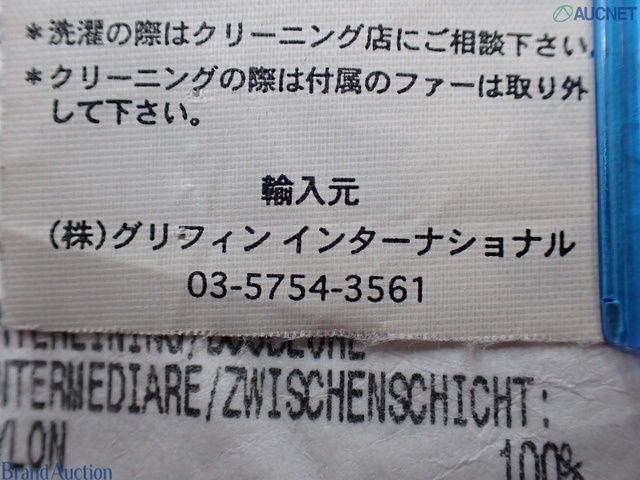 AUCNET
*洗濯の際はクリーニング店にご相談下さい。
*クリーニングの際は付属のファーは取り外
して下さい。
輸入元
(株)グリフィン インターナショナル
03-5754-3561
INTERMEDIARE/ZWISCHENSCHICHT:
100%
BrandAuction